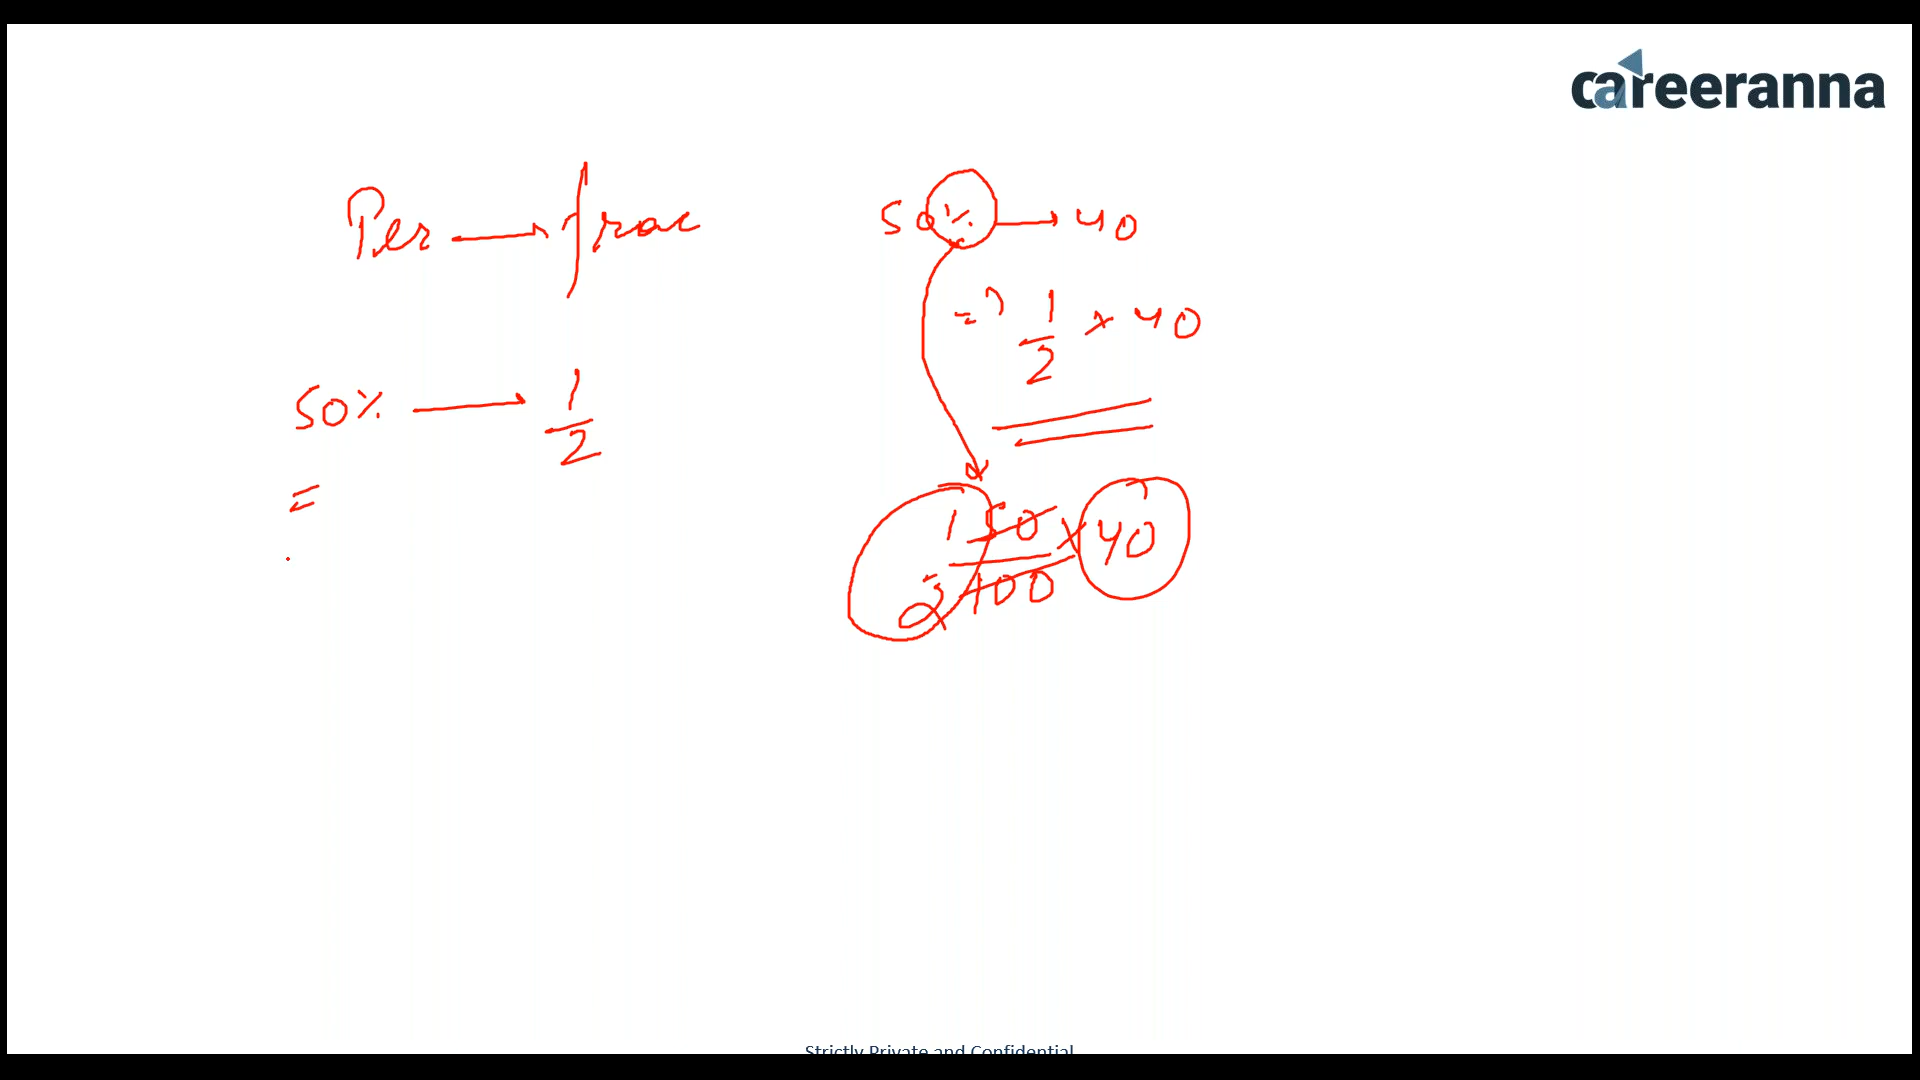 careeranna
Per → frac
50% → 1/2
=
50% → 40
=> 1/2 × 40
1 50 × 40
2 100
Strictly Private and Confidential